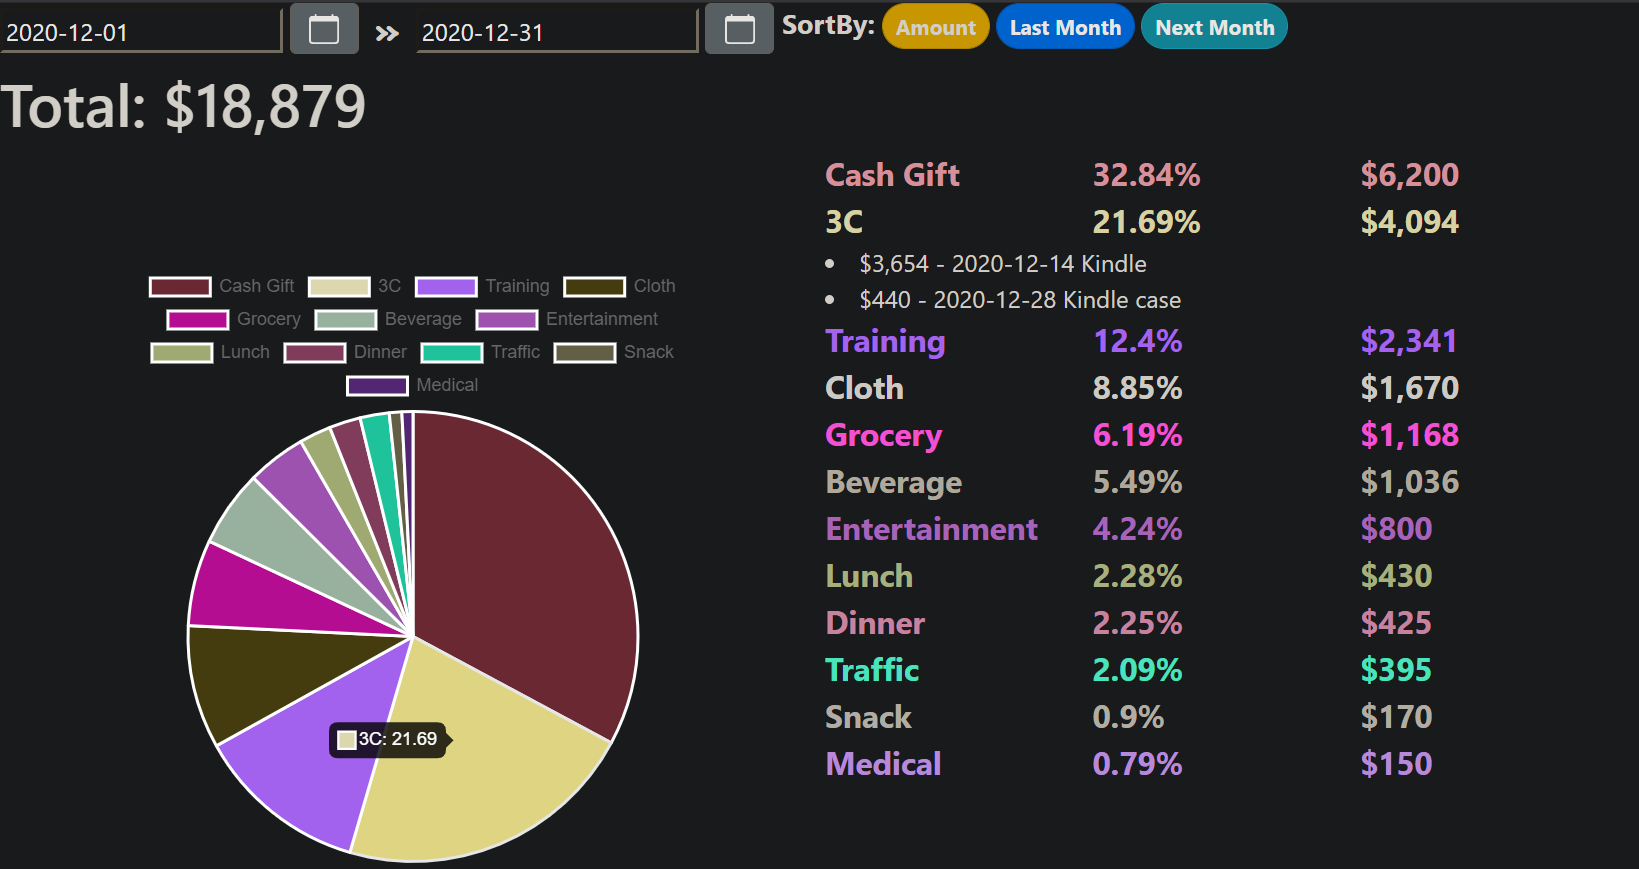 2020-12-01 » 2020-12-31 SortBy: Amount Last Month Next Month
Total: $18,879
Cash Gift 3C Training Cloth
Grocery Beverage Entertainment
Lunch Dinner Traffic Snack
Medical
3C: 21.69
Cash Gift 32.84% $6,200
3C 21.69% $4,094
• $3,654 - 2020-12-14 Kindle
• $440 - 2020-12-28 Kindle case
Training 12.4% $2,341
Cloth 8.85% $1,670
Grocery 6.19% $1,168
Beverage 5.49% $1,036
Entertainment 4.24% $800
Lunch 2.28% $430
Dinner 2.25% $425
Traffic 2.09% $395
Snack 0.9% $170
Medical 0.79% $150